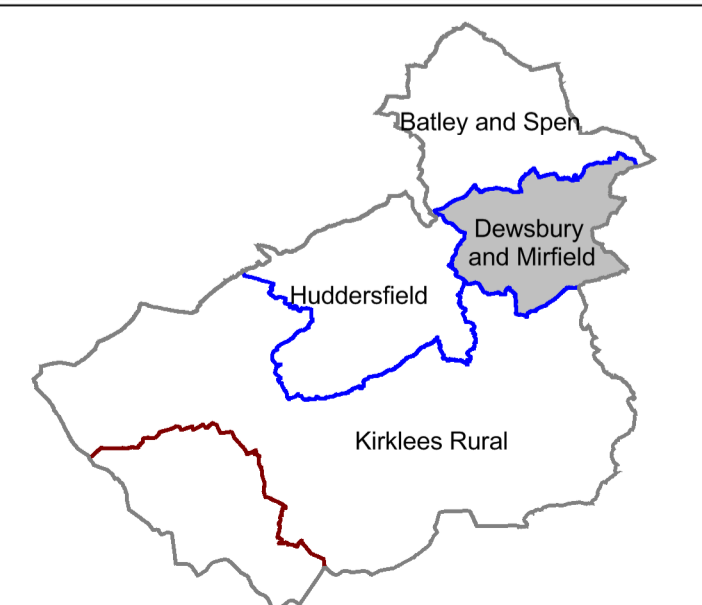 Batley and Spen
Dewsbury
and Mirfield
Huddersfield
Kirklees Rural